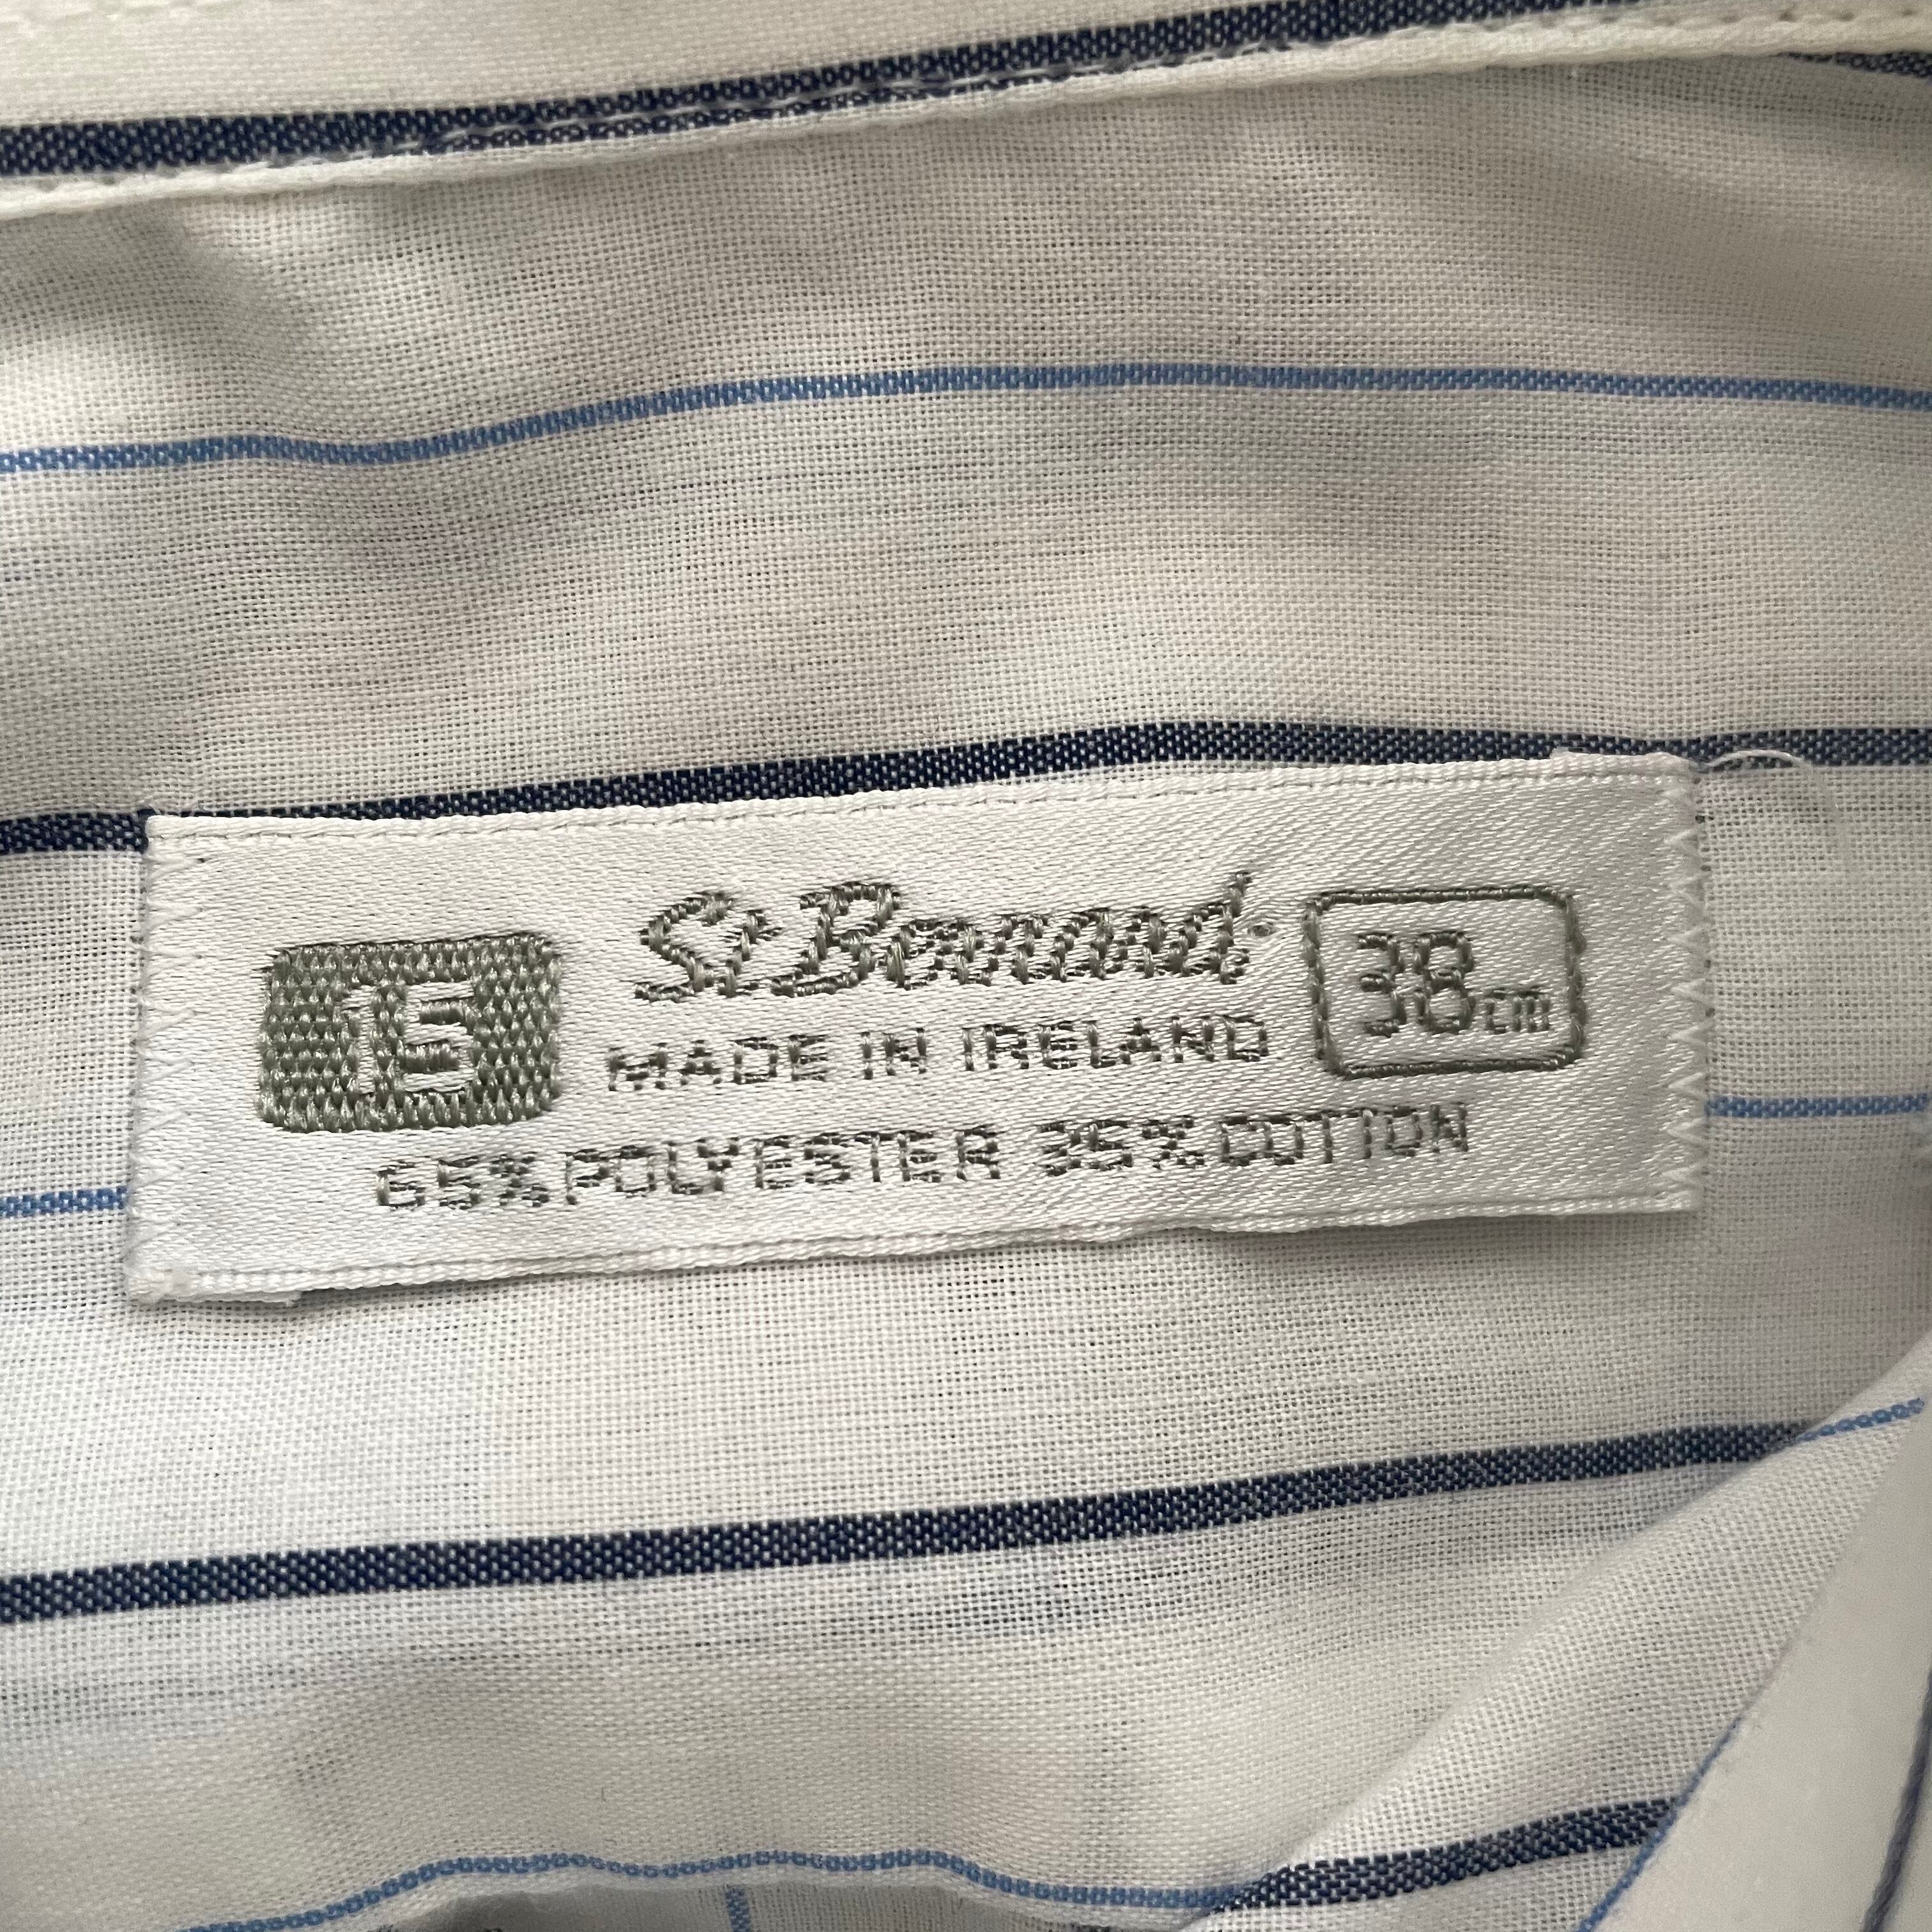 St Bernard
15
38cm
MADE IN IRELAND
65% POLYESTER 35% COTTON